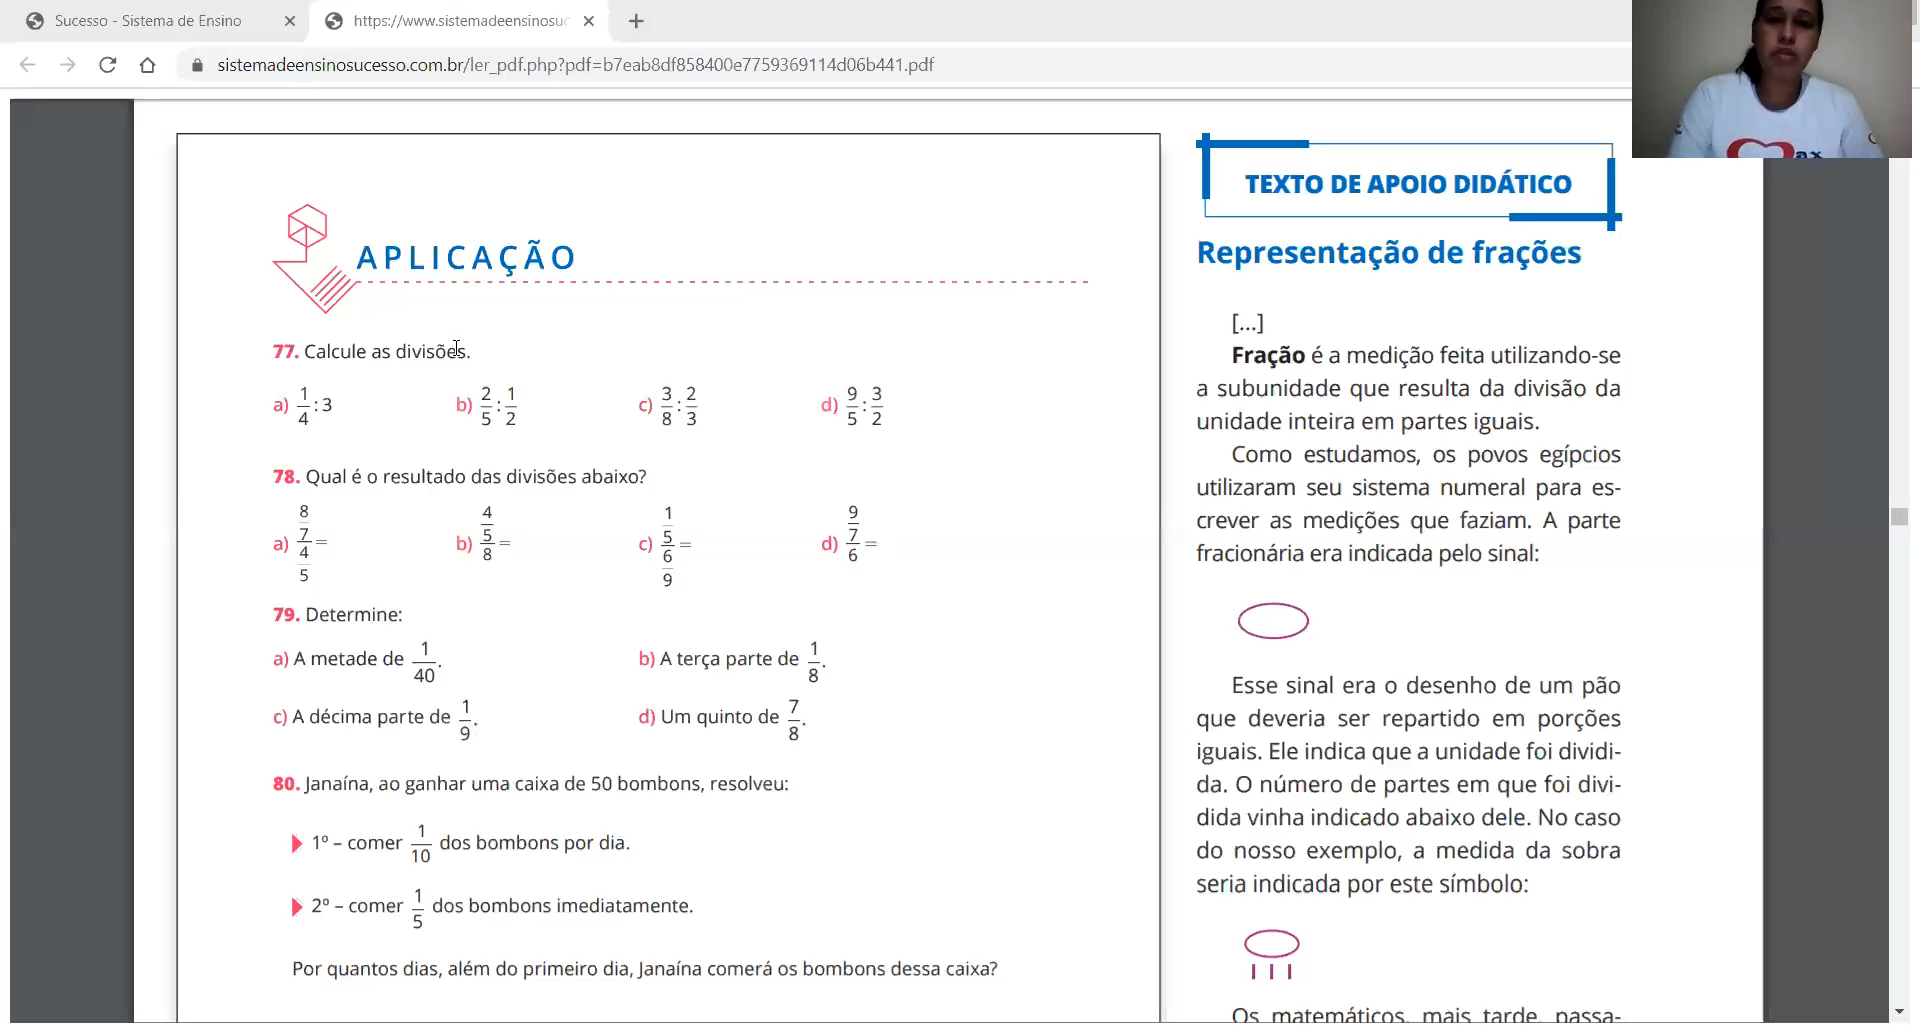 Sucesso - Sistema de Ensino
https://www.sistemadeensinosuc
sistemadeensinosucesso.com.br/ler_pdf.php?pdf=b7eab8df858400e7759369114d06b441.pdf
APLICAÇÃO
77. Calcule as divisões.
a) 1/4 : 3 b) 2/5 : 1/2 c) 3/8 : 2/3 d) 9/5 : 3/2
78. Qual é o resultado das divisões abaixo?
a) 8/7/4/5 = b) 4/5/8 = c) 1/5/6/9 = d) 9/7/6 =
79. Determine:
a) A metade de 1/40. b) A terça parte de 1/8.
c) A décima parte de 1/9. d) Um quinto de 7/8.
80. Janaína, ao ganhar uma caixa de 50 bombons, resolveu:
1º – comer 1/10 dos bombons por dia.
2º – comer 1/5 dos bombons imediatamente.
Por quantos dias, além do primeiro dia, Janaína comerá os bombons dessa caixa?
TEXTO DE APOIO DIDÁTICO
Representação de frações
[...]
Fração é a medição feita utilizando-se
a subunidade que resulta da divisão da
unidade inteira em partes iguais.
Como estudamos, os povos egípcios
utilizaram seu sistema numeral para es-
crever as medições que faziam. A parte
fracionária era indicada pelo sinal:
Esse sinal era o desenho de um pão
que deveria ser repartido em porções
iguais. Ele indica que a unidade foi dividi-
da. O número de partes em que foi divi-
dida vinha indicado abaixo dele. No caso
do nosso exemplo, a medida da sobra
seria indicada por este símbolo:
Os matemáticos, mais tarde, passa-
ax